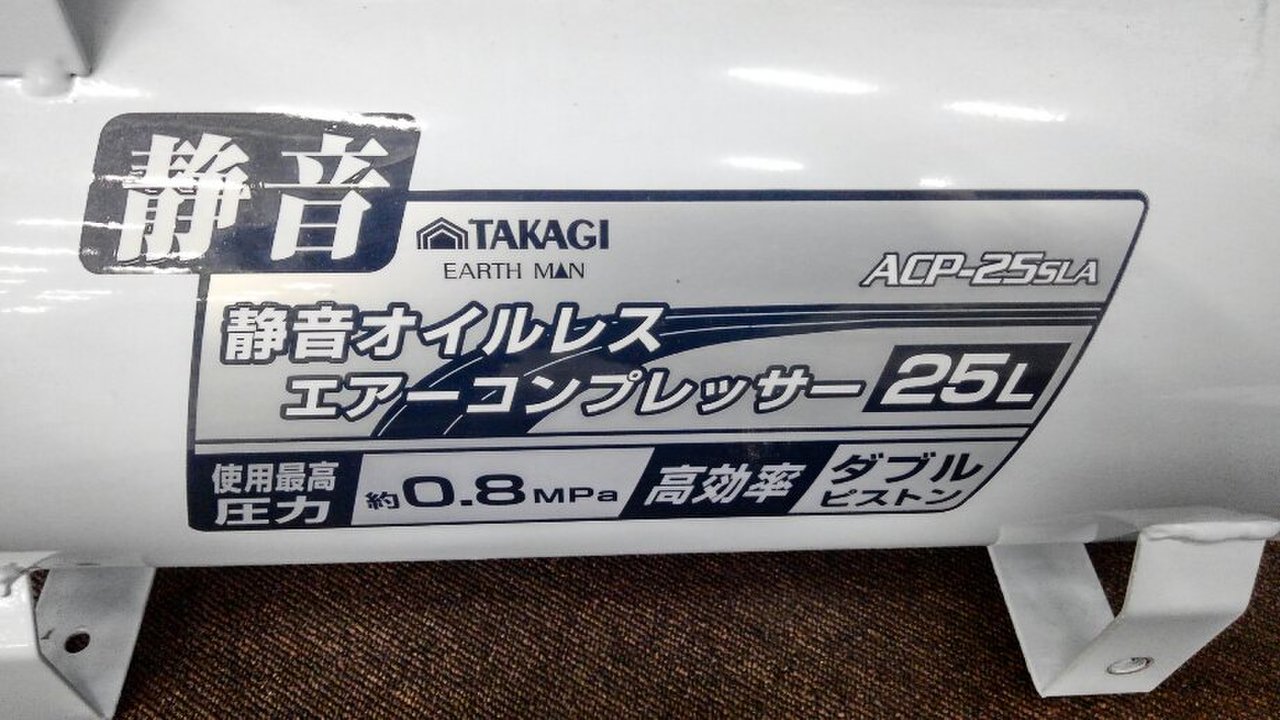 静音
TAKAGI
EARTH MAN
ACP-25SLA
静音オイルレス
エアーコンプレッサー 25L
使用最高
圧力
約0.8MPa
高効率
ダブル
ピストン